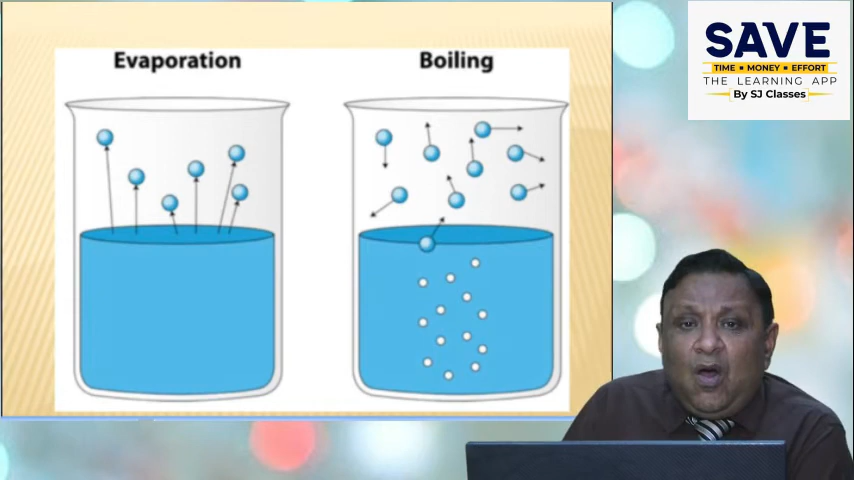 Evaporation
Boiling
SAVE
TIME ▪ MONEY ▪ EFFORT
THE LEARNING APP
By SJ Classes